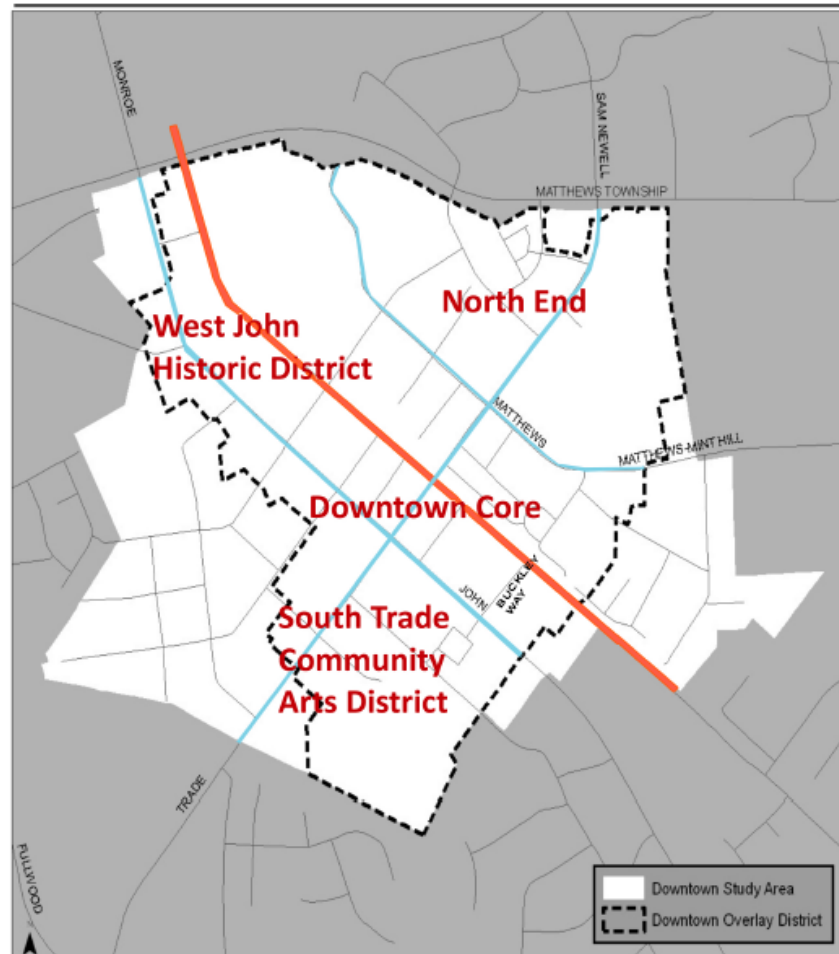 MONROE
SAM NEWELL
MATTHEWS TOWNSHIP
North End
West John
Historic District
MATTHEWS
MATTHEWS-MINT HILL
Downtown Core
JOHN
BUCKLEY
WAY
South Trade
Community
Arts District
TRADE
FULLWOOD
Downtown Study Area
Downtown Overlay District